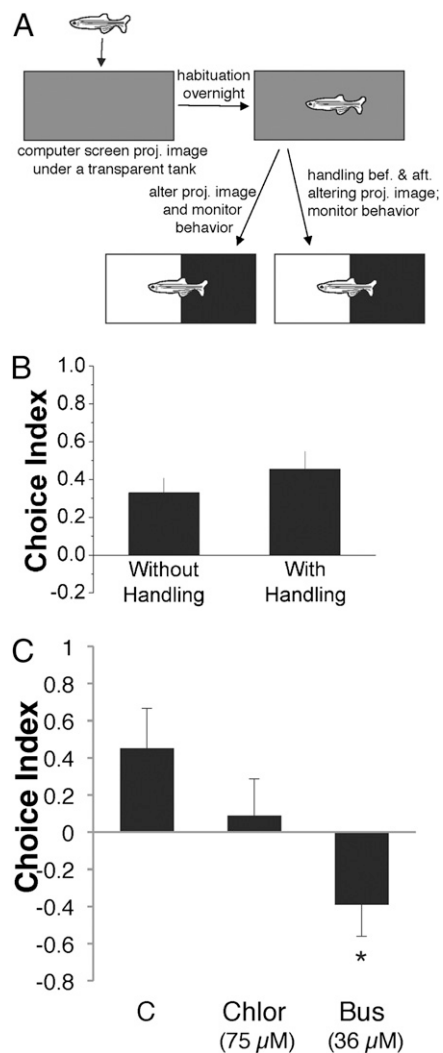 A
habituation
overnight
computer screen proj. image
under a transparent tank
alter proj. image
and monitor
behavior
handling bef. & aft.
altering proj. image;
monitor behavior
B
Choice Index
1.0
0.8
0.6
0.4
0.2
0.0
-0.2
Without
Handling
With
Handling
C
Choice Index
1
0.8
0.6
0.4
0.2
0
-0.2
-0.4
-0.6
-0.8
*
C
Chlor
(75 µM)
Bus
(36 µM)